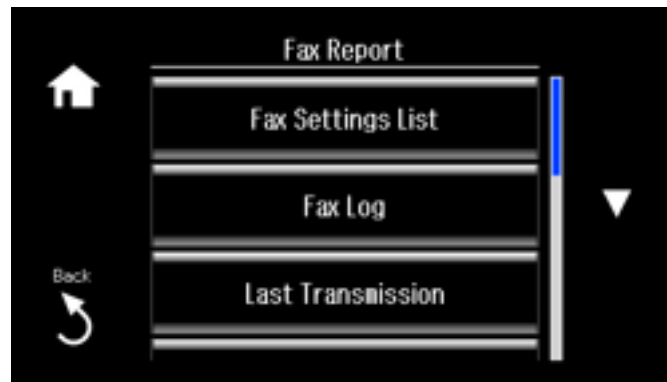 Fax Report
Fax Settings List
Fax Log
Back
Last Transmission